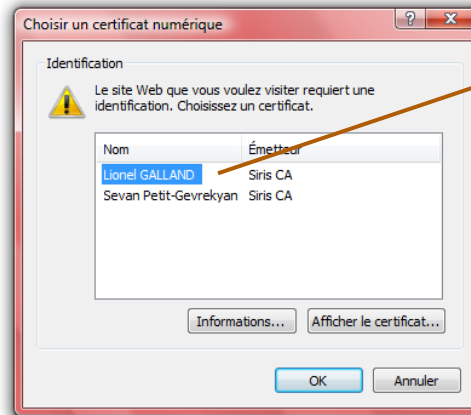 Choisir un certificat numérique
Identification
Le site Web que vous voulez visiter requiert une
identification. Choisissez un certificat.
Nom Émetteur
Lionel GALLAND Siris CA
Sevan Petit-Gevrekyan Siris CA
Informations... Afficher le certificat...
OK Annuler